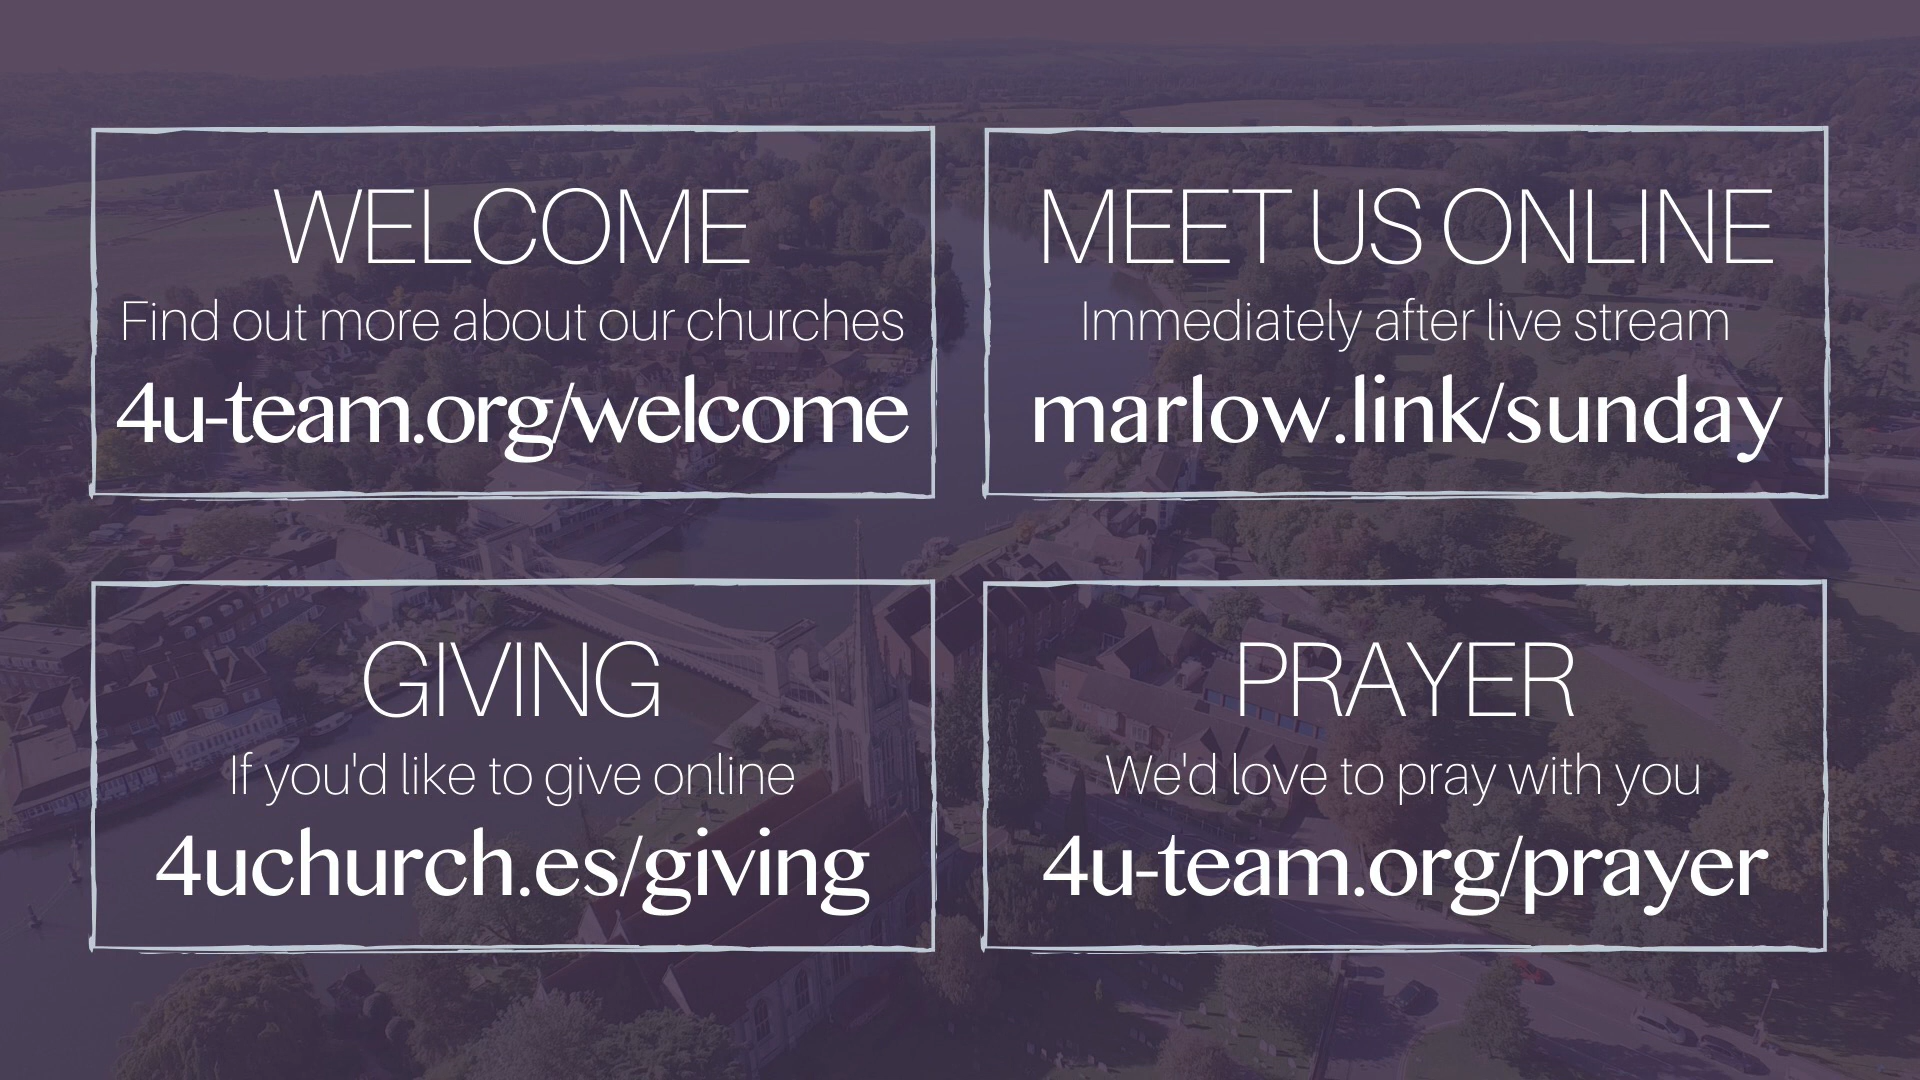 WELCOME
Find out more about our churches
4u-team.org/welcome
MEET US ONLINE
Immediately after live stream
marlow.link/sunday
GIVING
If you'd like to give online
4uchurch.es/giving
PRAYER
We'd love to pray with you
4u-team.org/prayer